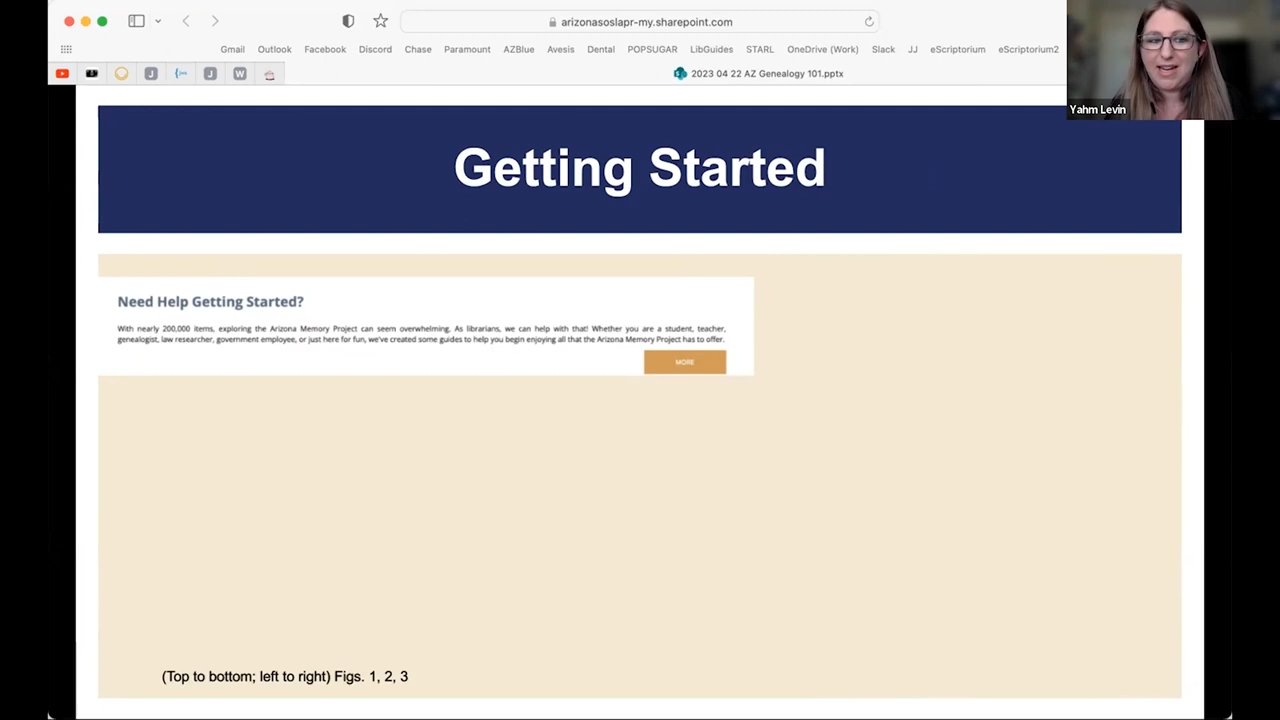 arizonasoslapr-my.sharepoint.com
Gmail Outlook Facebook Discord Chase Paramount AZBlue Avesis Dental POPSUGAR LibGuides STARL OneDrive (Work) Slack JJ eScriptorium eScriptorium2
J J W 2023 04 22 AZ Genealogy 101.pptx
Yahm Levin
Getting Started
Need Help Getting Started?
With nearly 200,000 items, exploring the Arizona Memory Project can seem overwhelming. As librarians, we can help with that! Whether you are a student, teacher,
genealogist, law researcher, government employee, or just here for fun, we've created some guides to help you begin enjoying all that the Arizona Memory Project has to offer.
MORE
(Top to bottom; left to right) Figs. 1, 2, 3